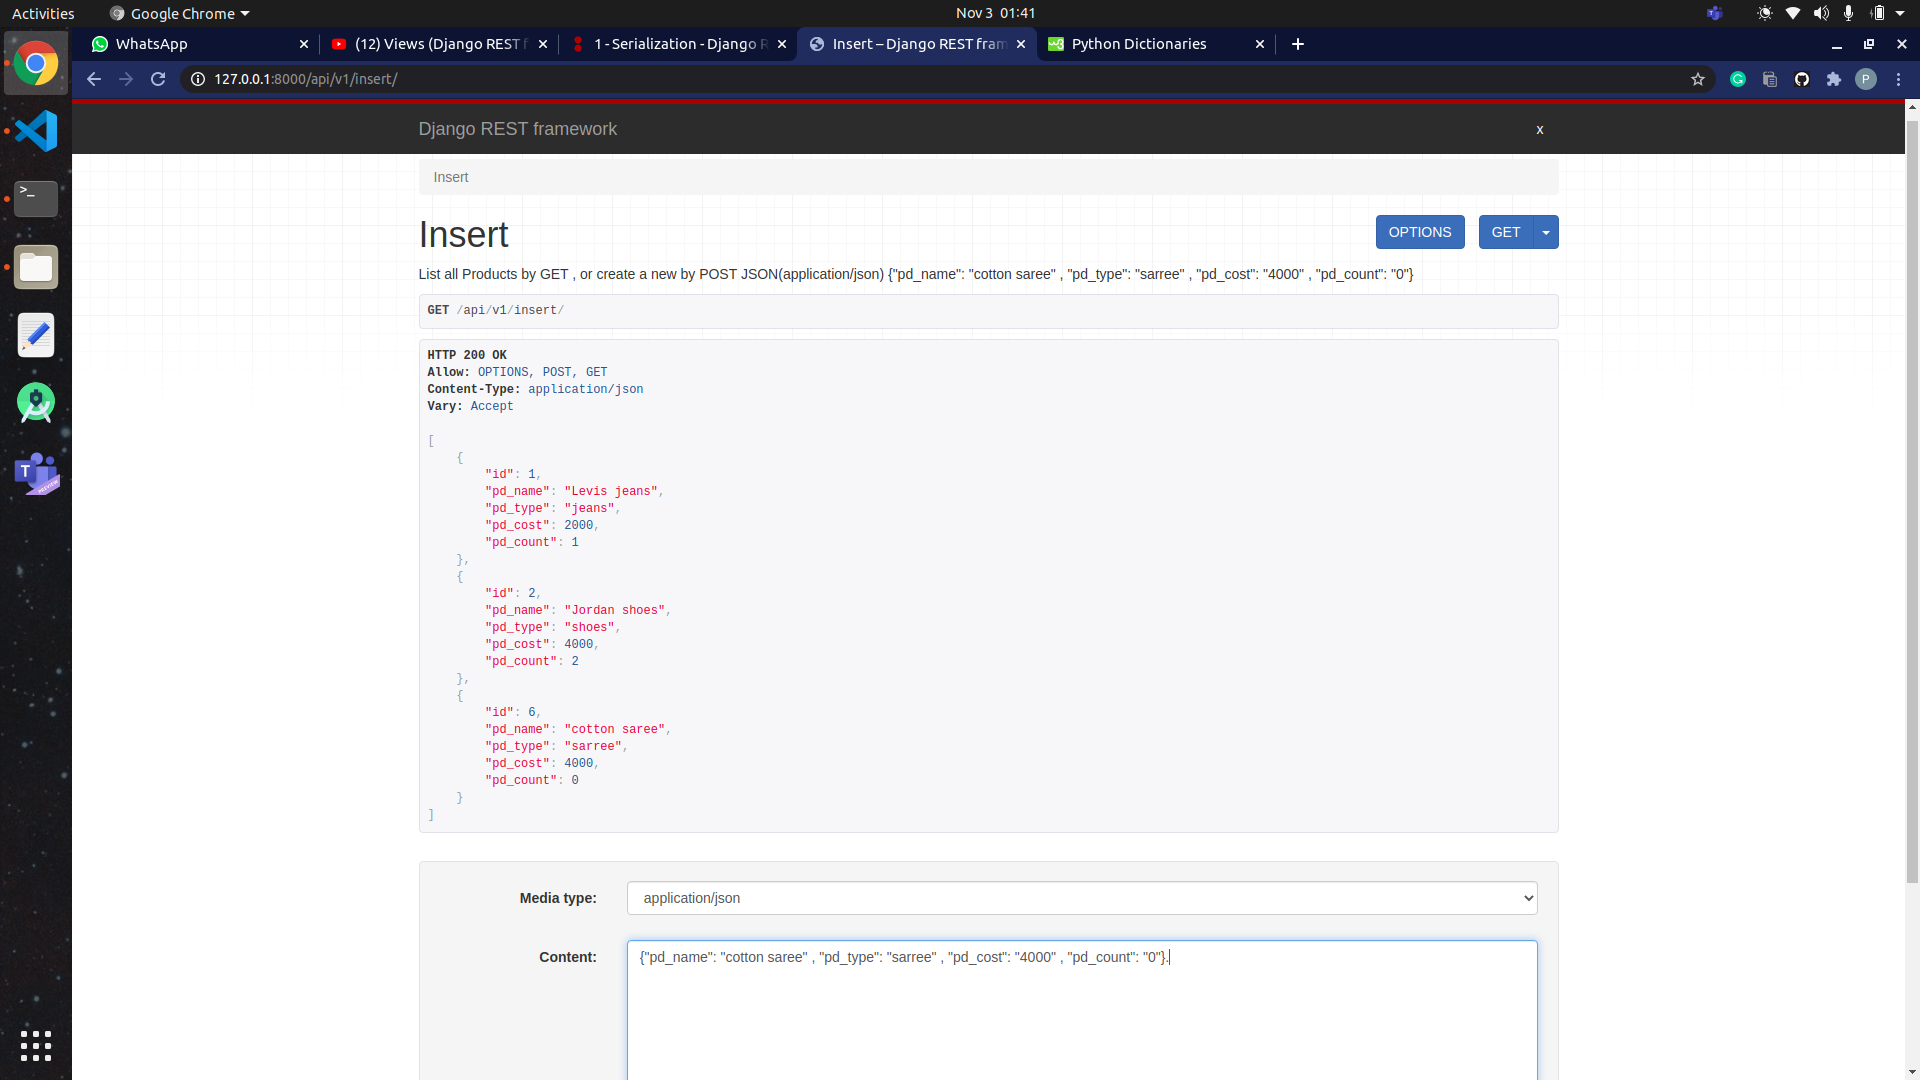 Activities
Google Chrome
Nov 3 01:41
WhatsApp
(12) Views (Django REST f
1 - Serialization - Django R
Insert – Django REST fram
Python Dictionaries
127.0.0.1:8000/api/v1/insert/
P
Django REST framework
x
Insert
Insert
OPTIONS
GET
List all Products by GET , or create a new by POST JSON(application/json) {"pd_name": "cotton saree" , "pd_type": "sarree" , "pd_cost": "4000" , "pd_count": "0"}
GET /api/v1/insert/
HTTP 200 OK
Allow: OPTIONS, POST, GET
Content-Type: application/json
Vary: Accept
[
{
"id": 1,
"pd_name": "Levis jeans",
"pd_type": "jeans",
"pd_cost": 2000,
"pd_count": 1
},
{
"id": 2,
"pd_name": "Jordan shoes",
"pd_type": "shoes",
"pd_cost": 4000,
"pd_count": 2
},
{
"id": 6,
"pd_name": "cotton saree",
"pd_type": "sarree",
"pd_cost": 4000,
"pd_count": 0
}
]
Media type:
application/json
Content:
{"pd_name": "cotton saree" , "pd_type": "sarree" , "pd_cost": "4000" , "pd_count": "0"}.